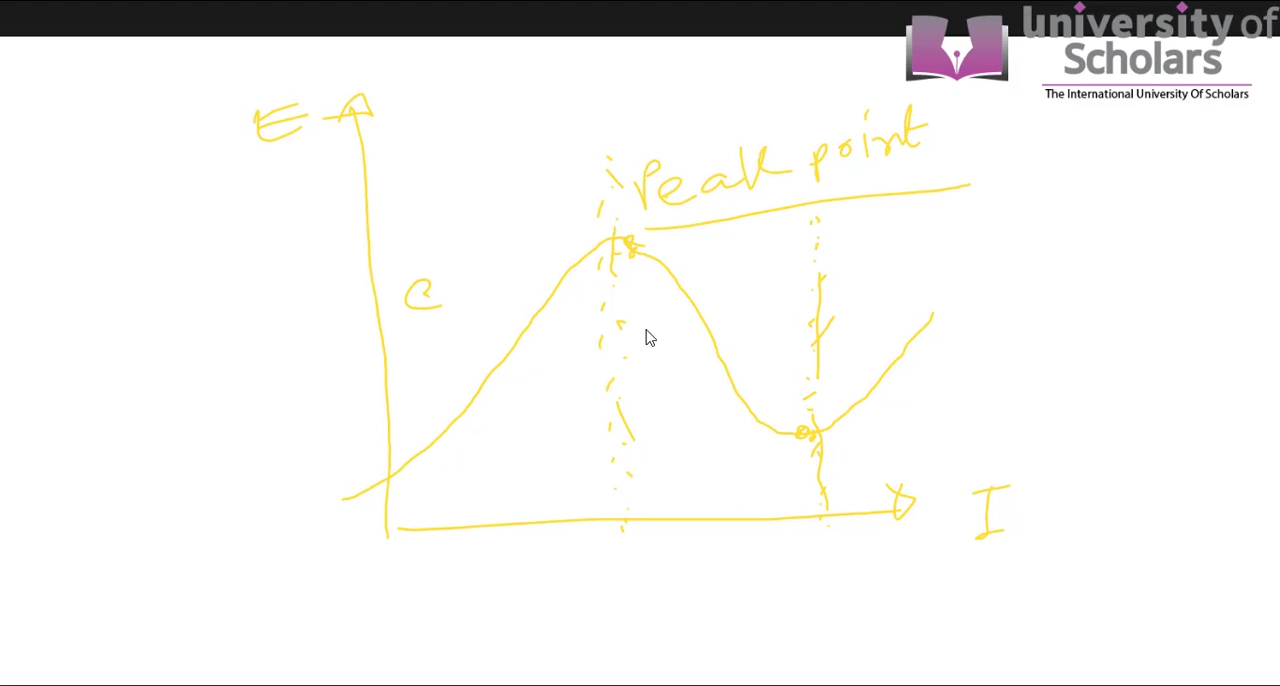 university of
Scholars
The International University Of Scholars
E
Peak point
C
I